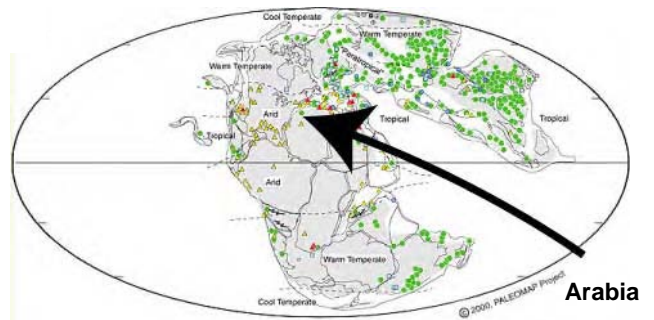 Cool Temperate
Warm Temperate
"Paratropical"
Warm Temperate
Arid
Tropical
Tropical
Tropical
Arid
Warm Temperate
Cool Temperate
© 2000, PALEOMAP Project
Arabia